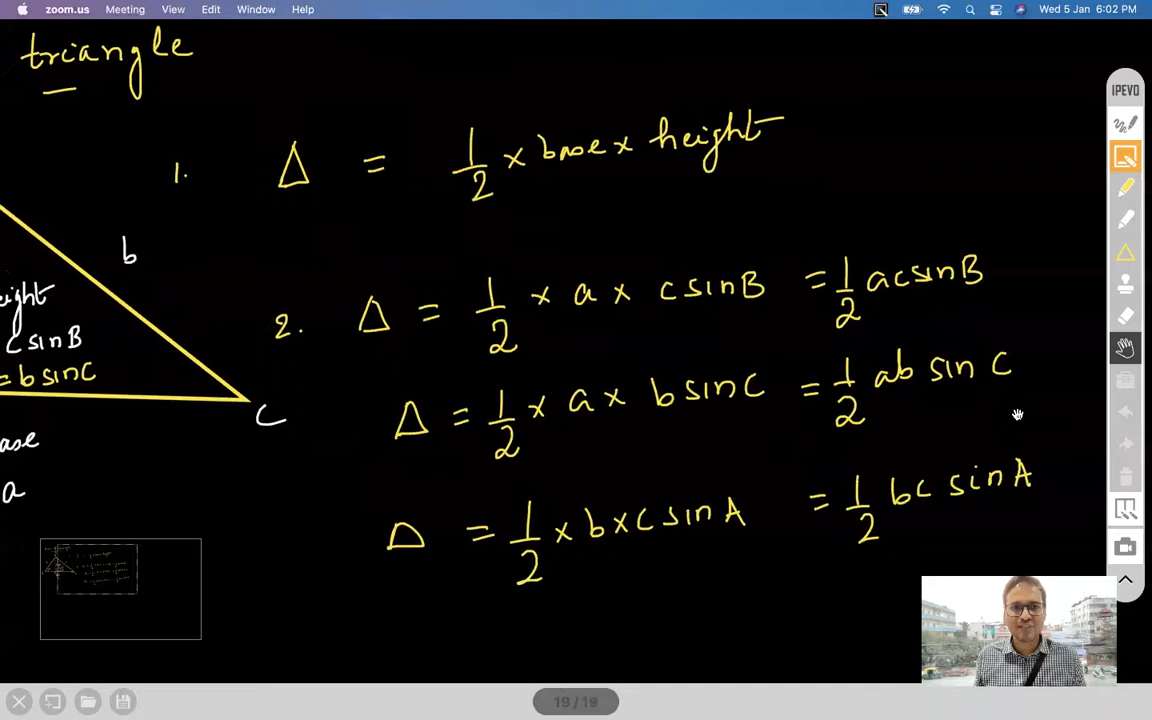 zoom.us Meeting View Edit Window Help Wed 5 Jan 6:02 PM
triangle
IPEVO
1. Δ = 1/2 × base × height
b
2. Δ = 1/2 × a × c sinB = 1/2 ac sinB
c sinB
= b sinC
Δ = 1/2 × a × b sinC = 1/2 ab sin C
C
a
Δ = 1/2 × b × c sin A = 1/2 bc sin A
19 / 19